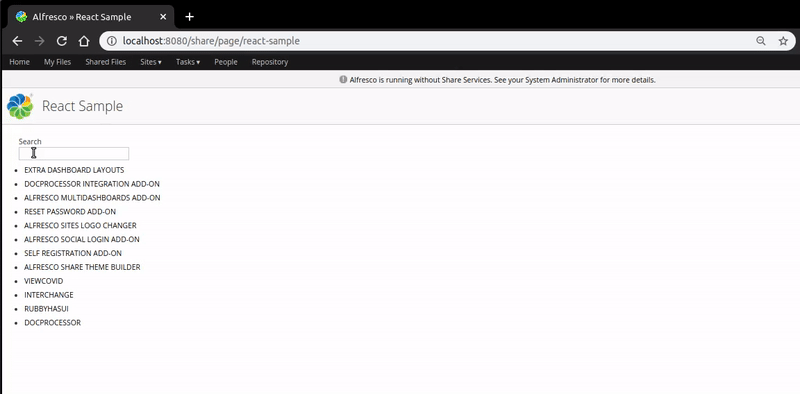 Alfresco » React Sample
localhost:8080/share/page/react-sample
Home My Files Shared Files Sites ▾ Tasks ▾ People Repository
Alfresco is running without Share Services. See your System Administrator for more details.
React Sample
Search
EXTRA DASHBOARD LAYOUTS
DOCPROCESSOR INTEGRATION ADD-ON
ALFRESCO MULTIDASHBOARDS ADD-ON
RESET PASSWORD ADD-ON
ALFRESCO SITES LOGO CHANGER
ALFRESCO SOCIAL LOGIN ADD-ON
SELF REGISTRATION ADD-ON
ALFRESCO SHARE THEME BUILDER
VIEWCOVID
INTERCHANGE
RUBBYHASUI
DOCPROCESSOR